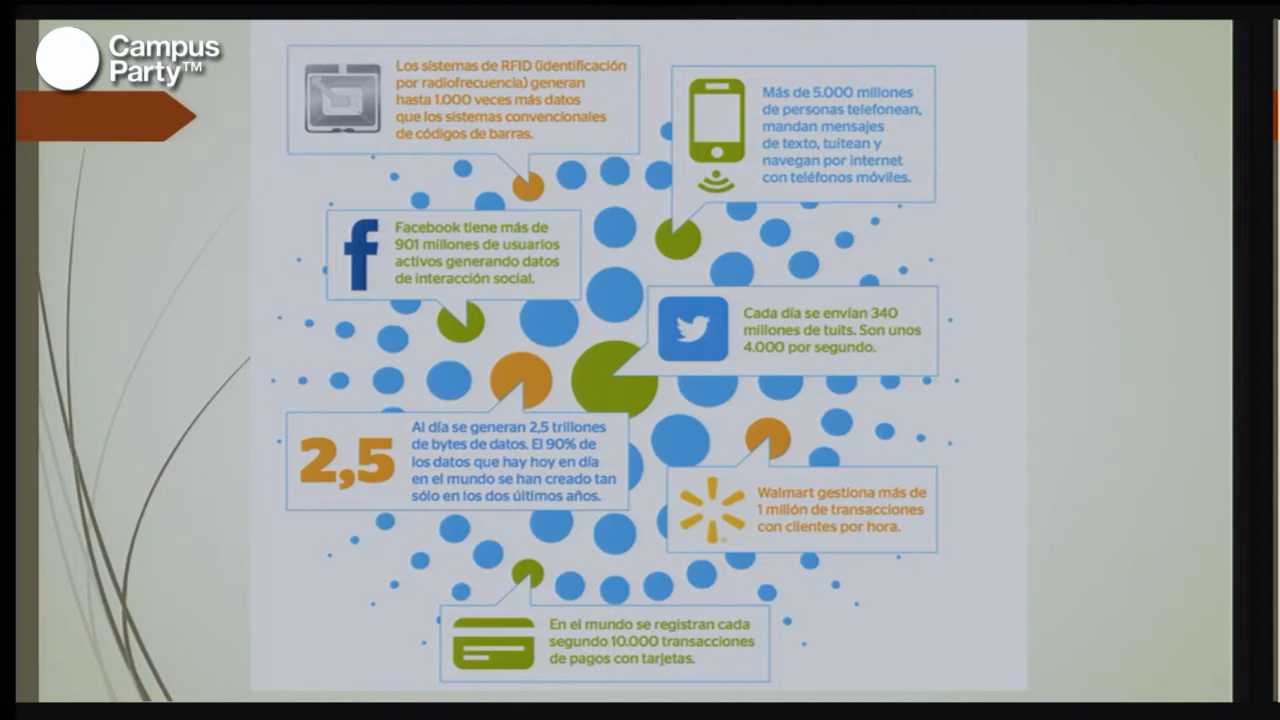 Campus
Party™
Los sistemas de RFID (identificación
por radiofrecuencia) generan
hasta 1.000 veces más datos
que los sistemas convencionales
de códigos de barras.
Más de 5.000 millones
de personas telefonean,
mandan mensajes
de texto, tuitean y
navegan por internet
con teléfonos móviles.
Facebook tiene más de
901 millones de usuarios
activos generando datos
de interacción social.
Cada día se envían 340
millones de tuits. Son unos
4.000 por segundo.
2,5
Al día se generan 2,5 trillones
de bytes de datos. El 90% de
los datos que hay hoy en día
en el mundo se han creado tan
sólo en los dos últimos años.
Walmart gestiona más de
1 millón de transacciones
con clientes por hora.
En el mundo se registran cada
segundo 10.000 transacciones
de pagos con tarjetas.